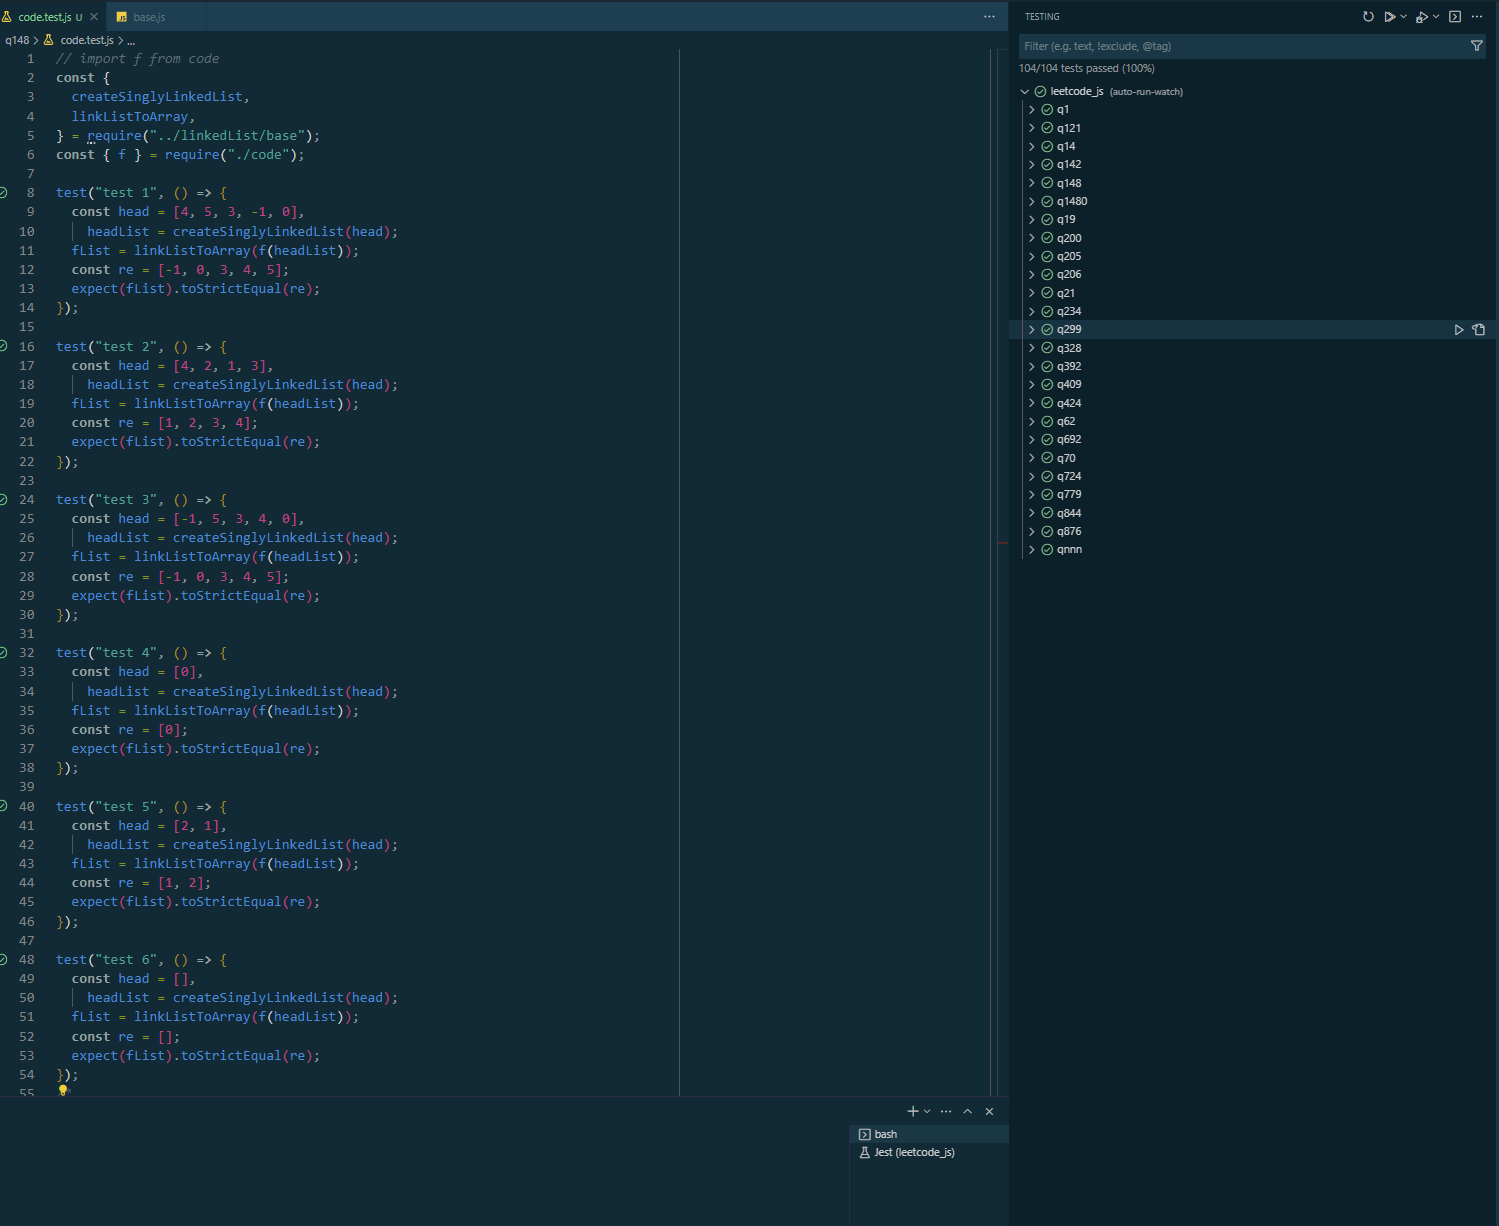 code.test.js U
base.js
q148 > code.test.js > ...
1 // import f from code
2 const {
3 createSinglyLinkedList,
4 linkListToArray,
5 } = require("../linkedList/base");
6 const { f } = require("./code");
7
8 test("test 1", () => {
9 const head = [4, 5, 3, -1, 0],
10 headList = createSinglyLinkedList(head);
11 fList = linkListToArray(f(headList));
12 const re = [-1, 0, 3, 4, 5];
13 expect(fList).toStrictEqual(re);
14 });
15
16 test("test 2", () => {
17 const head = [4, 2, 1, 3],
18 headList = createSinglyLinkedList(head);
19 fList = linkListToArray(f(headList));
20 const re = [1, 2, 3, 4];
21 expect(fList).toStrictEqual(re);
22 });
23
24 test("test 3", () => {
25 const head = [-1, 5, 3, 4, 0],
26 headList = createSinglyLinkedList(head);
27 fList = linkListToArray(f(headList));
28 const re = [-1, 0, 3, 4, 5];
29 expect(fList).toStrictEqual(re);
30 });
31
32 test("test 4", () => {
33 const head = [0],
34 headList = createSinglyLinkedList(head);
35 fList = linkListToArray(f(headList));
36 const re = [0];
37 expect(fList).toStrictEqual(re);
38 });
39
40 test("test 5", () => {
41 const head = [2, 1],
42 headList = createSinglyLinkedList(head);
43 fList = linkListToArray(f(headList));
44 const re = [1, 2];
45 expect(fList).toStrictEqual(re);
46 });
47
48 test("test 6", () => {
49 const head = [],
50 headList = createSinglyLinkedList(head);
51 fList = linkListToArray(f(headList));
52 const re = [];
53 expect(fList).toStrictEqual(re);
54 });
55
bash
Jest (leetcode_js)
TESTING
Filter (e.g. text, !exclude, @tag)
104/104 tests passed (100%)
leetcode_js (auto-run-watch)
q1
q121
q14
q142
q148
q1480
q19
q200
q205
q206
q21
q234
q299
q328
q392
q409
q424
q62
q692
q70
q724
q779
q844
q876
qnnn